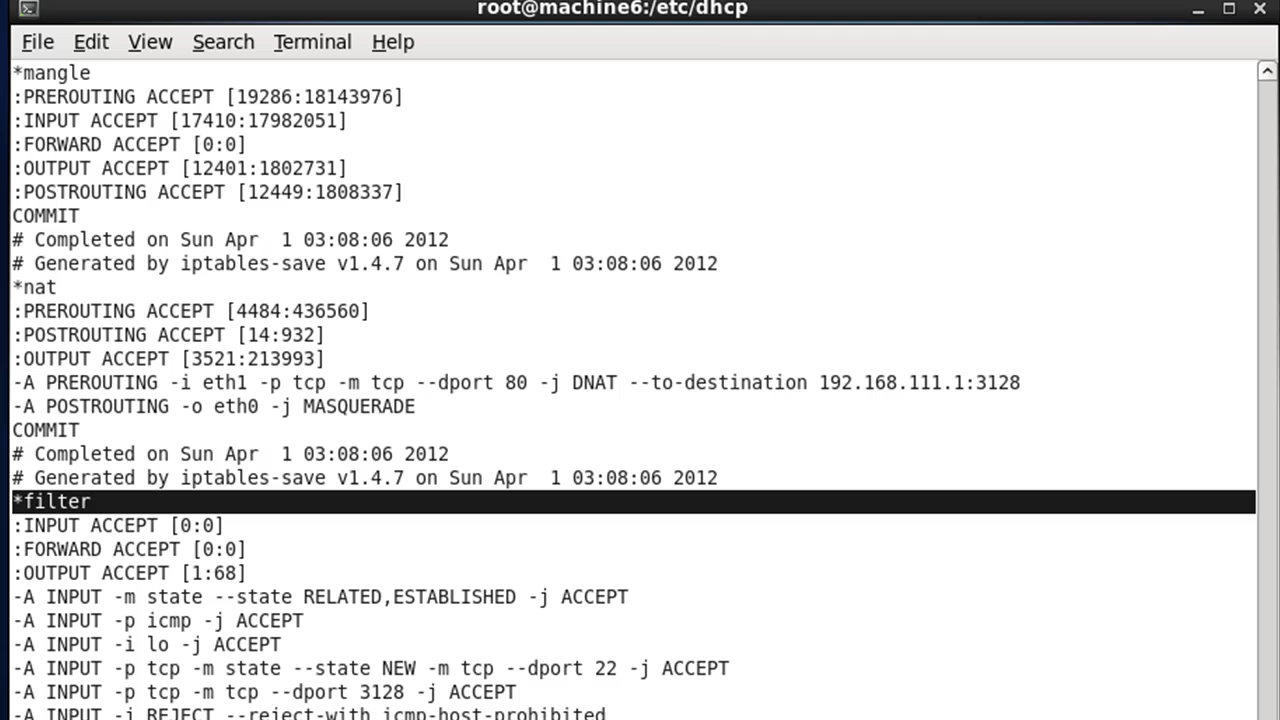 root@machine6:/etc/dhcp
File Edit View Search Terminal Help
*mangle
:PREROUTING ACCEPT [19286:18143976]
:INPUT ACCEPT [17410:17982051]
:FORWARD ACCEPT [0:0]
:OUTPUT ACCEPT [12401:1802731]
:POSTROUTING ACCEPT [12449:1808337]
COMMIT
# Completed on Sun Apr  1 03:08:06 2012
# Generated by iptables-save v1.4.7 on Sun Apr  1 03:08:06 2012
*nat
:PREROUTING ACCEPT [4484:436560]
:POSTROUTING ACCEPT [14:932]
:OUTPUT ACCEPT [3521:213993]
-A PREROUTING -i eth1 -p tcp -m tcp --dport 80 -j DNAT --to-destination 192.168.111.1:3128
-A POSTROUTING -o eth0 -j MASQUERADE
COMMIT
# Completed on Sun Apr  1 03:08:06 2012
# Generated by iptables-save v1.4.7 on Sun Apr  1 03:08:06 2012
*filter
:INPUT ACCEPT [0:0]
:FORWARD ACCEPT [0:0]
:OUTPUT ACCEPT [1:68]
-A INPUT -m state --state RELATED,ESTABLISHED -j ACCEPT
-A INPUT -p icmp -j ACCEPT
-A INPUT -i lo -j ACCEPT
-A INPUT -p tcp -m state --state NEW -m tcp --dport 22 -j ACCEPT
-A INPUT -p tcp -m tcp --dport 3128 -j ACCEPT
-A INPUT -j REJECT --reject-with icmp-host-prohibited